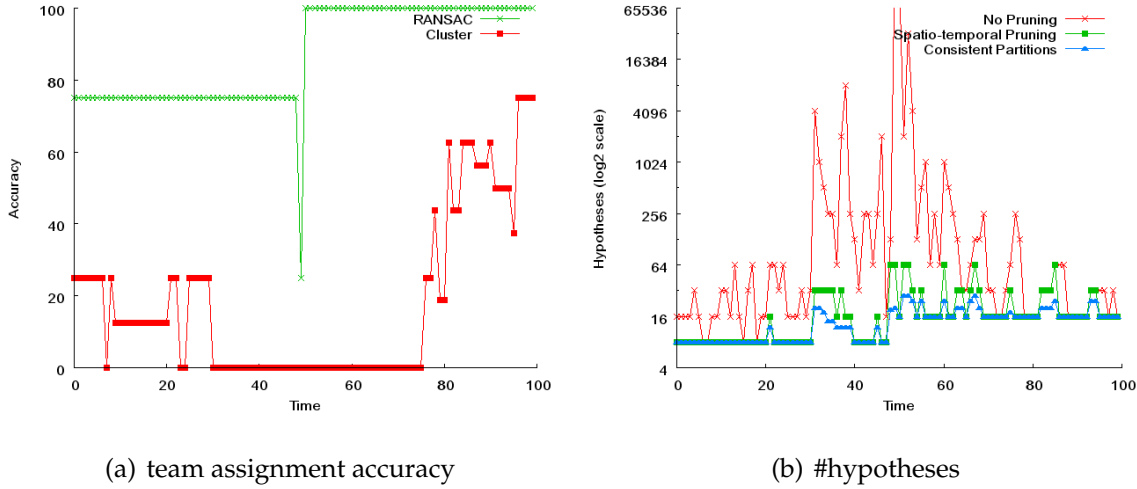 100
80
60
40
20
0
Accuracy
0 20 40 60 80 100
Time
RANSAC
Cluster
(a) team assignment accuracy
65536
16384
4096
1024
256
64
16
4
Hypotheses (log2 scale)
0 20 40 60 80 100
Time
No Pruning
Spatio-temporal Pruning
Consistent Partitions
(b) #hypotheses